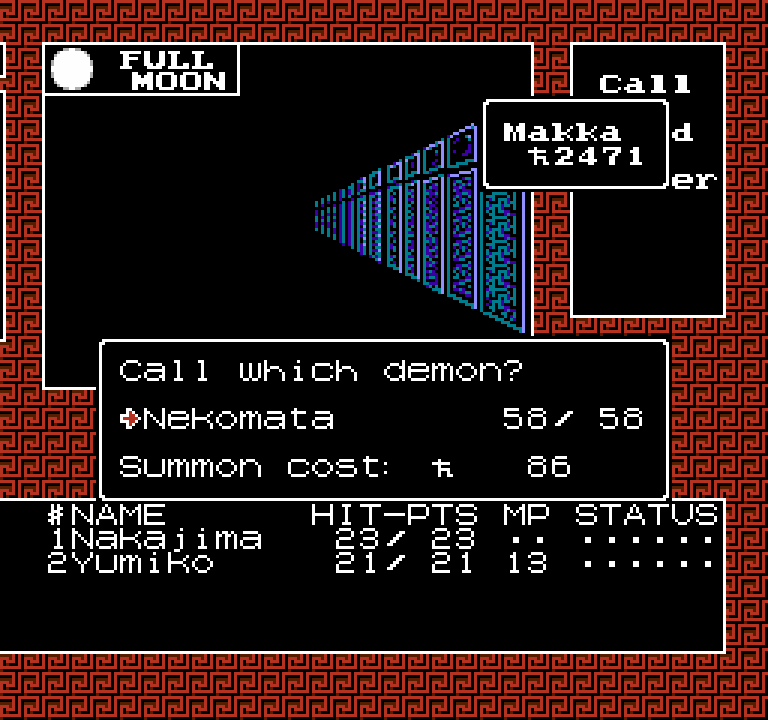 FULL
MOON
Call
Makka
d
₶2471
er
Call which demon?
Nekomata 58/ 58
Summon cost: ₶ 86
#NAME HIT-PTS MP STATUS
1Nakajima 23/ 23 .. ......
2Yumiko 21/ 21 13 ......